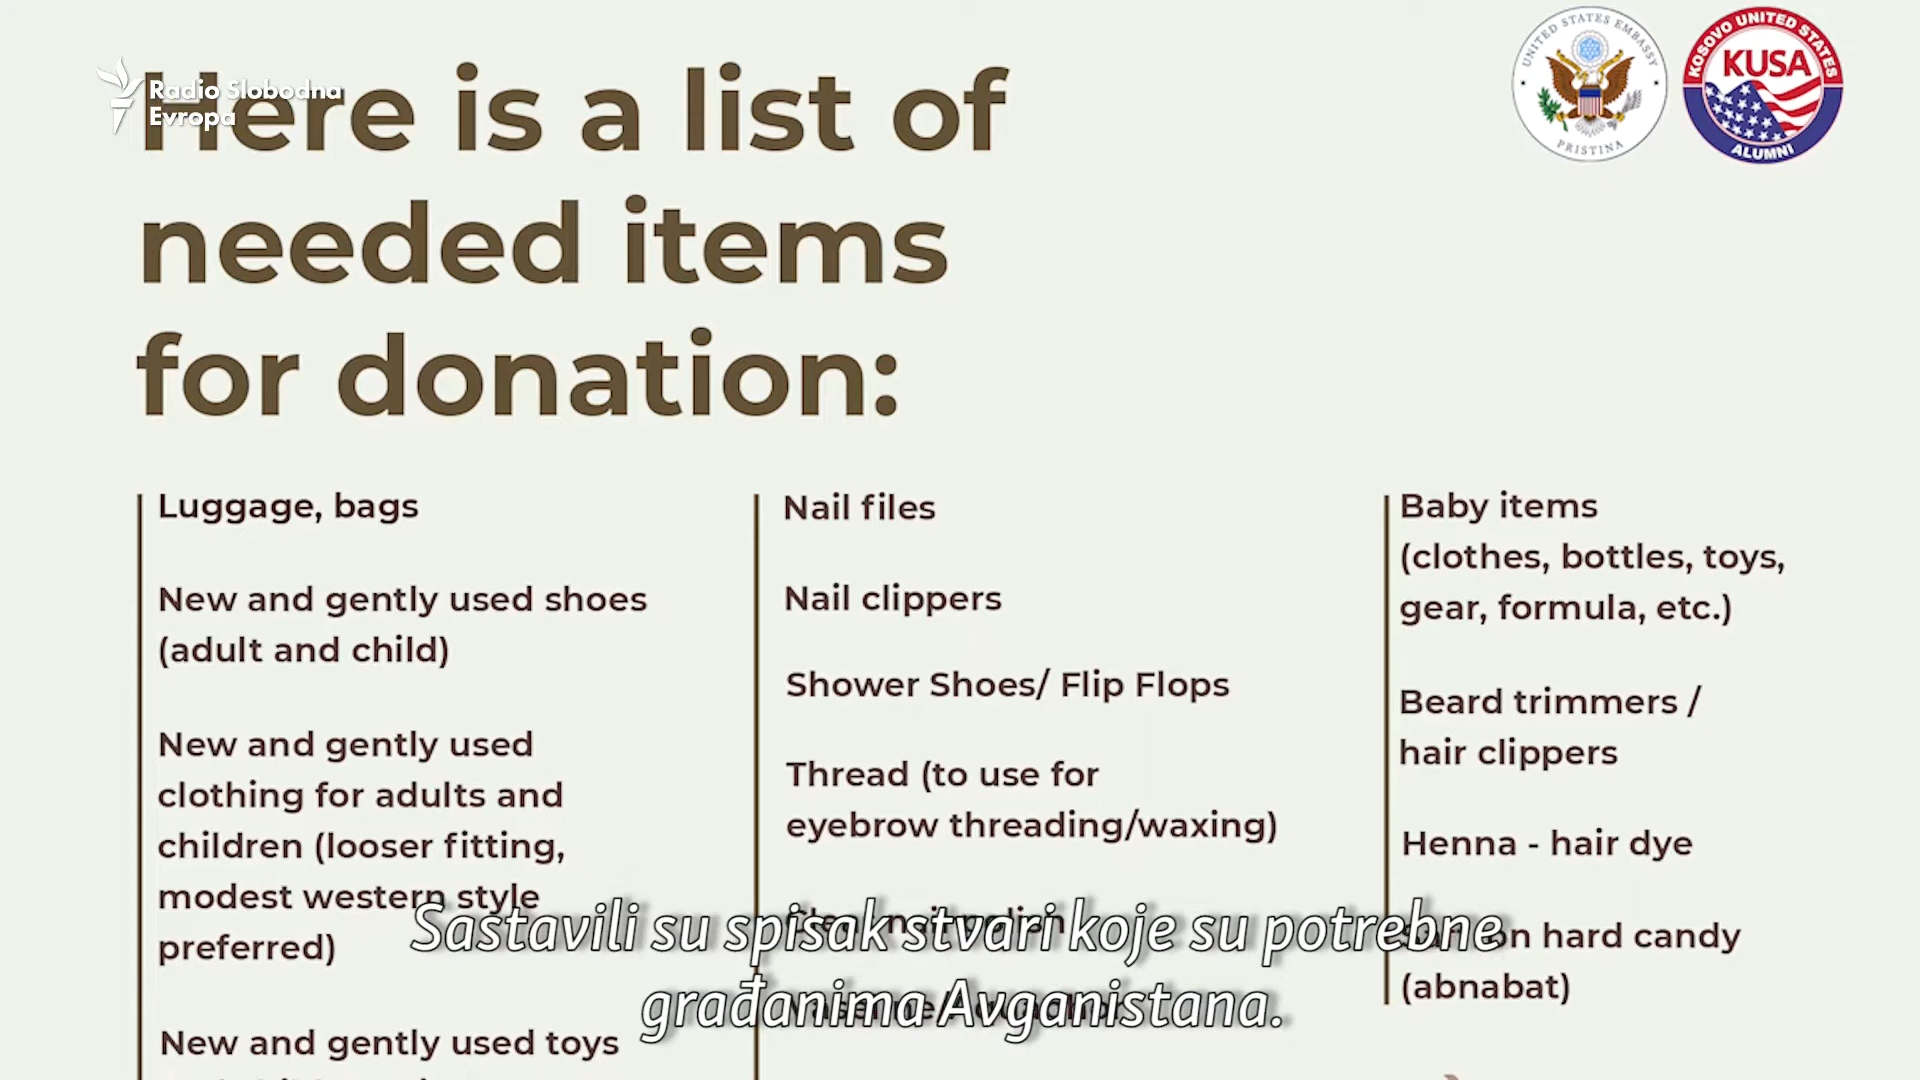 Radio Slobodna
Evropa
Here is a list of
needed items
for donation:
UNITED STATES EMBASSY
PRISTINA
KOSOVO UNITED STATES
KUSA
ALUMNI
Luggage, bags
New and gently used shoes
(adult and child)
New and gently used
clothing for adults and
children (looser fitting,
modest western style
preferred)
New and gently used toys
Nail files
Nail clippers
Shower Shoes/ Flip Flops
Thread (to use for
eyebrow threading/waxing)
Clear nail polish
Baby items
(clothes, bottles, toys,
gear, formula, etc.)
Beard trimmers /
hair clippers
Henna - hair dye
hard candy
(abnabat)
Sastavili su spisak stvari koje su potrebne
građanima Avganistana.